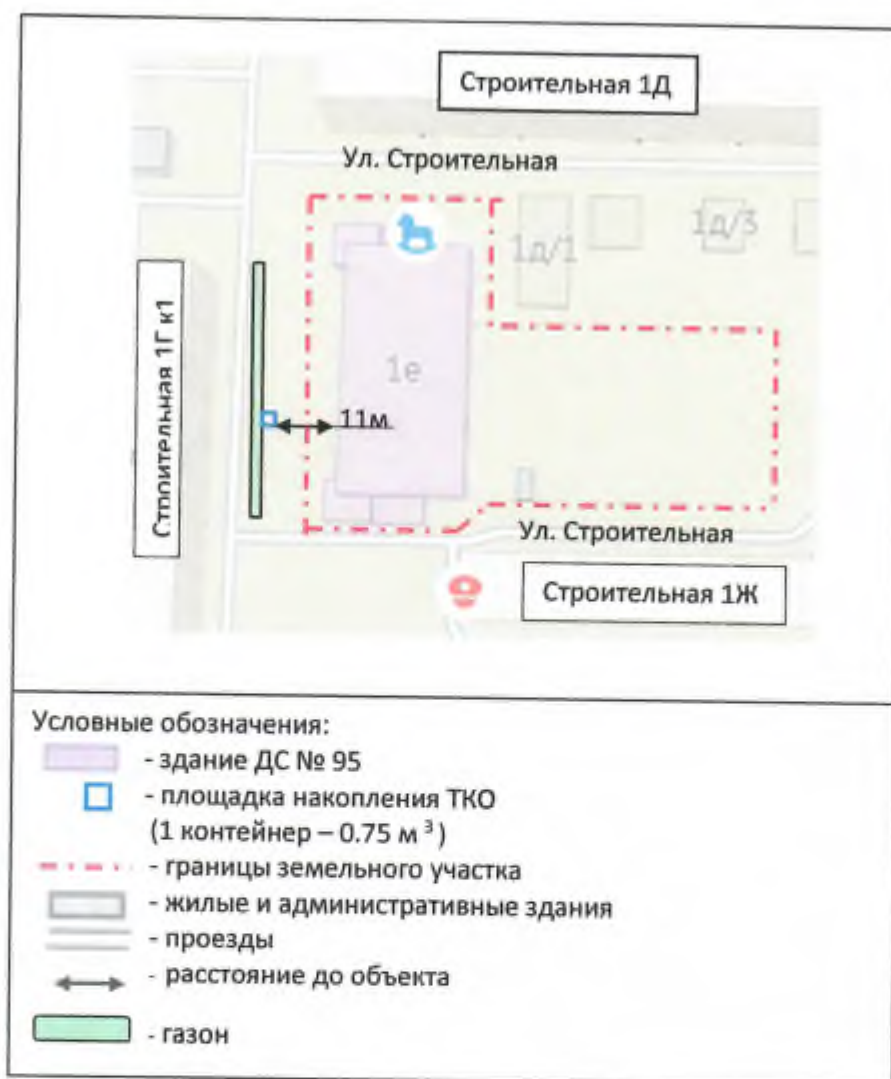 Строительная 1Д
Ул. Строительная
1д/1
1д/3
Строительная 1Г к1
1е
11м.
Ул. Строительная
Строительная 1Ж
Условные обозначения:
- здание ДС № 95
- площадка накопления ТКО
(1 контейнер – 0.75 м ³ )
- границы земельного участка
- жилые и административные здания
- проезды
- расстояние до объекта
- газон